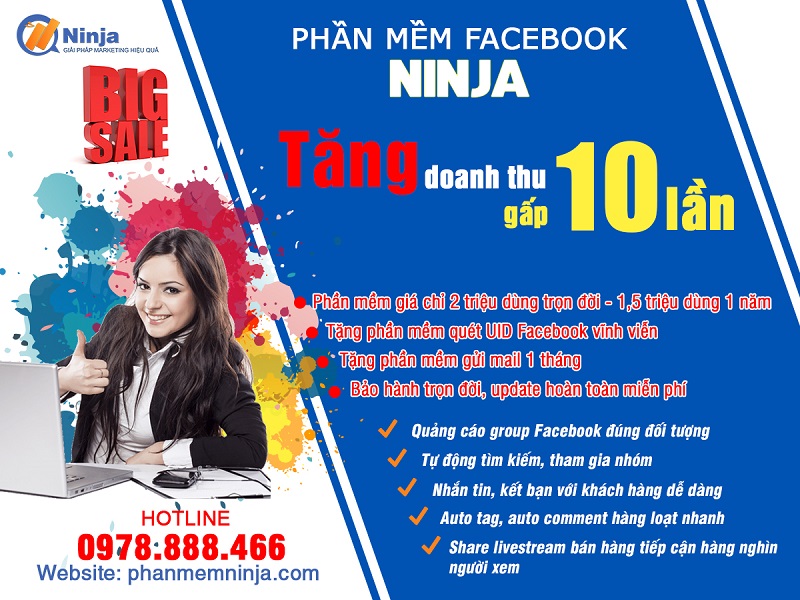 Ninja
GIẢI PHÁP MARKETING HIỆU QUẢ
BIG
SALE
PHẦN MỀM FACEBOOK
NINJA
Tăng doanh thu
gấp 10 lần
Phần mềm giá chỉ 2 triệu dùng trọn đời - 1,5 triệu dùng 1 năm
Tặng phần mềm quét UID Facebook vĩnh viễn
Tặng phần mềm gửi mail 1 tháng
Bảo hành trọn đời, update hoàn toàn miễn phí
Quảng cáo group Facebook đúng đối tượng
Tự động tìm kiếm, tham gia nhóm
Nhắn tin, kết bạn với khách hàng dễ dàng
Auto tag, auto comment hàng loạt nhanh
Share livestream bán hàng tiếp cận hàng nghìn
người xem
HOTLINE
0978.888.466
Website: phanmemninja.com